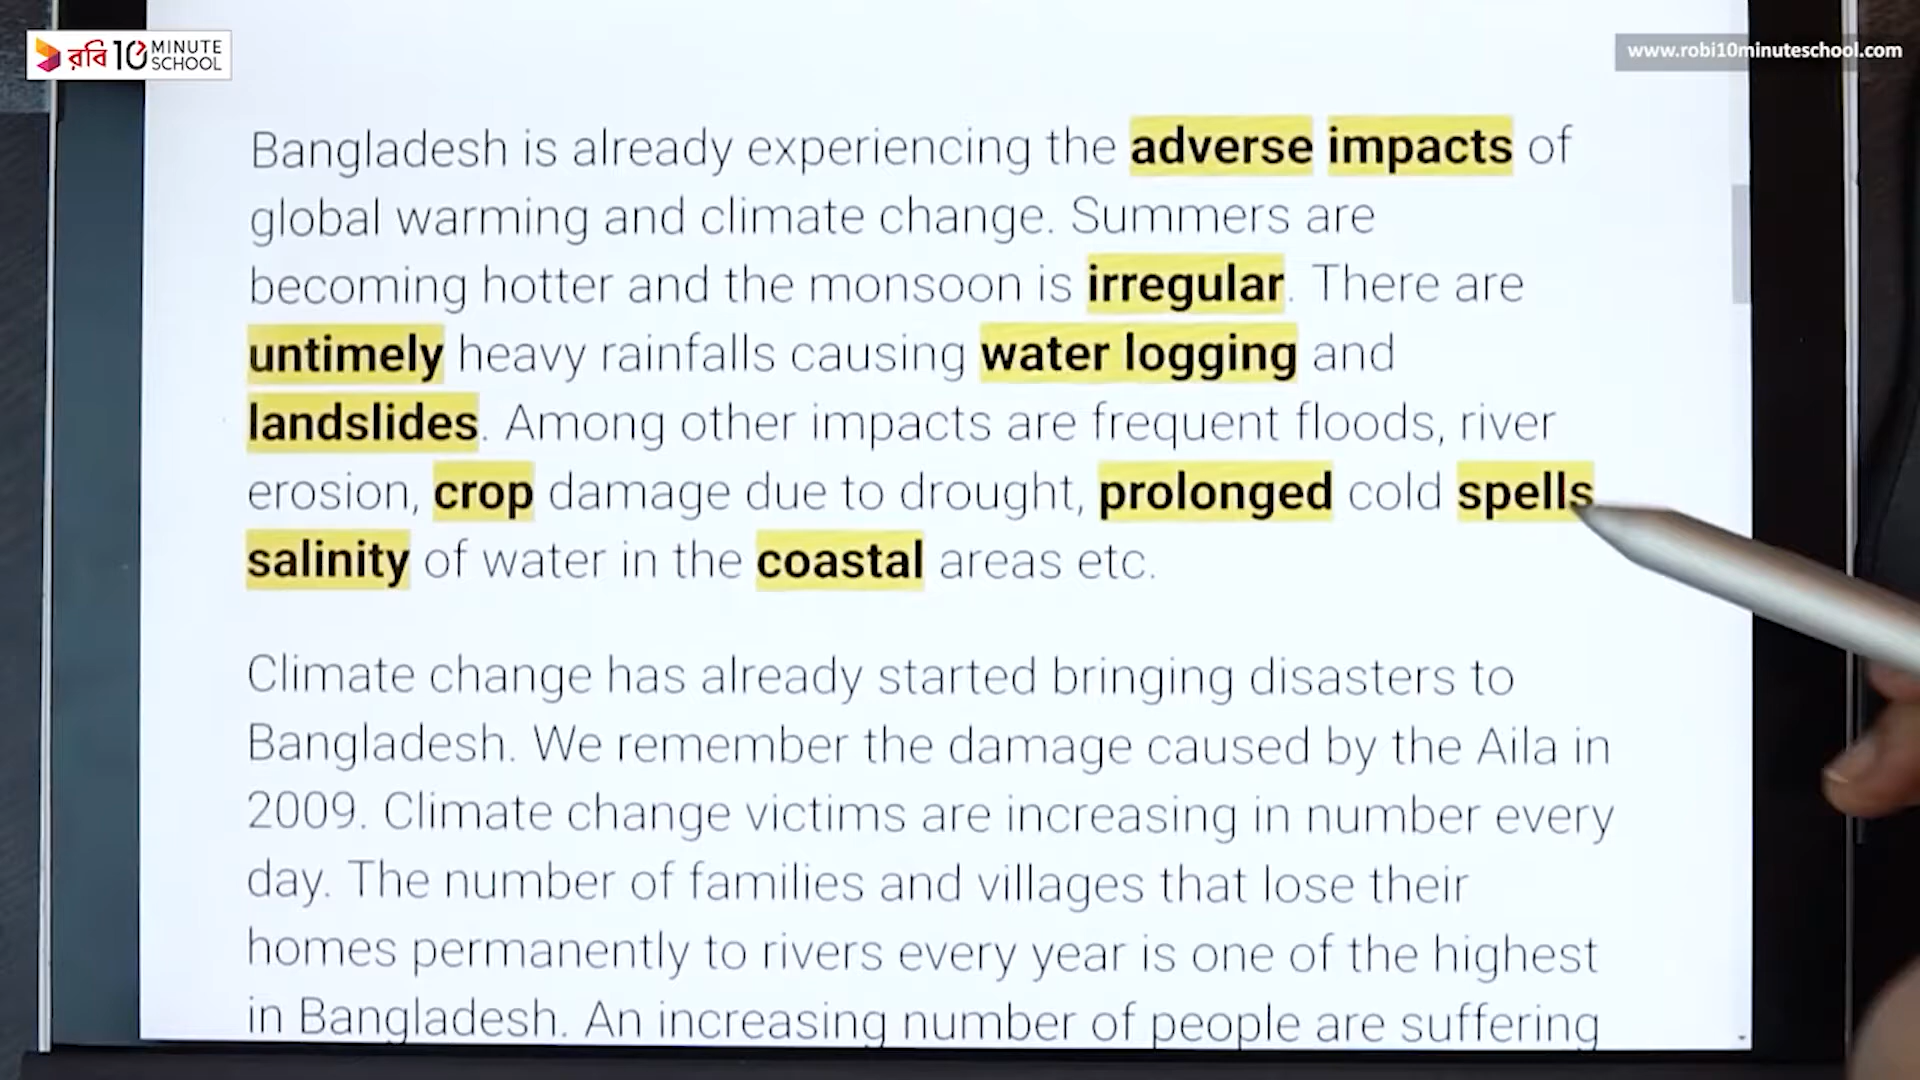 রবি 10 MINUTE SCHOOL
www.robi10minuteschool.com
Bangladesh is already experiencing the adverse impacts of
global warming and climate change. Summers are
becoming hotter and the monsoon is irregular. There are
untimely heavy rainfalls causing water logging and
landslides. Among other impacts are frequent floods, river
erosion, crop damage due to drought, prolonged cold spells
salinity of water in the coastal areas etc.
Climate change has already started bringing disasters to
Bangladesh. We remember the damage caused by the Aila in
2009. Climate change victims are increasing in number every
day. The number of families and villages that lose their
homes permanently to rivers every year is one of the highest
in Bangladesh. An increasing number of people are suffering